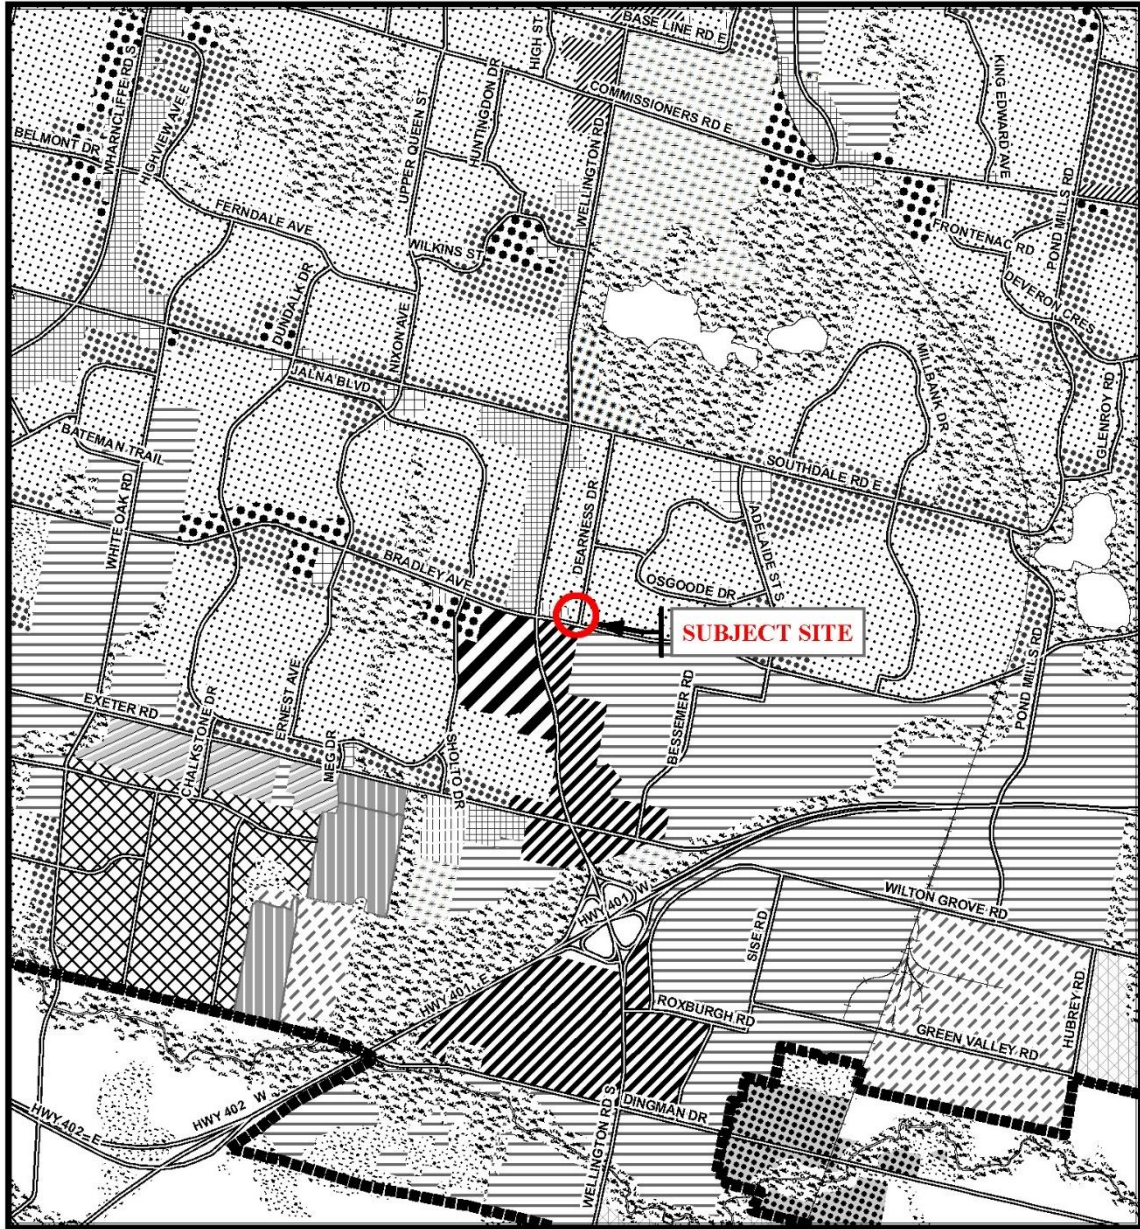 BASE LINE RD E
HIGH ST
HUNTINGDON DR
UPPER QUEEN ST
WHARNCLIFFE RD S
HIGHVIEW AVE E
BELMONT DR
COMMISSIONERS RD E
WELLINGTON RD
KING EDWARD AVE
POND MILLS RD
FERNDALE AVE
WILKINS ST
FRONTENAC RD
DEVERON CRES
DUNDALK DR
NIXON AVE
JALNA BLVD
MILLBANK DR
GLENROY RD
BATEMAN TRAIL
WHITE OAK RD
SOUTHDALE RD E
DEARNESS DR
ADELAIDE ST S
BRADLEY AVE
OSGOODE DR
SUBJECT SITE
POND MILLS RD
EXETER RD
ERNEST AVE
BESSEMER RD
CHALKSTONE DR
MEG DR
SHOLTO DR
HWY 401 W
WILTON GROVE RD
SISE RD
HWY 401 E
ROXBURGH RD
HUBREY RD
GREEN VALLEY RD
HWY 402 W
HWY 402 E
DINGMAN DR
WELLINGTON RD S